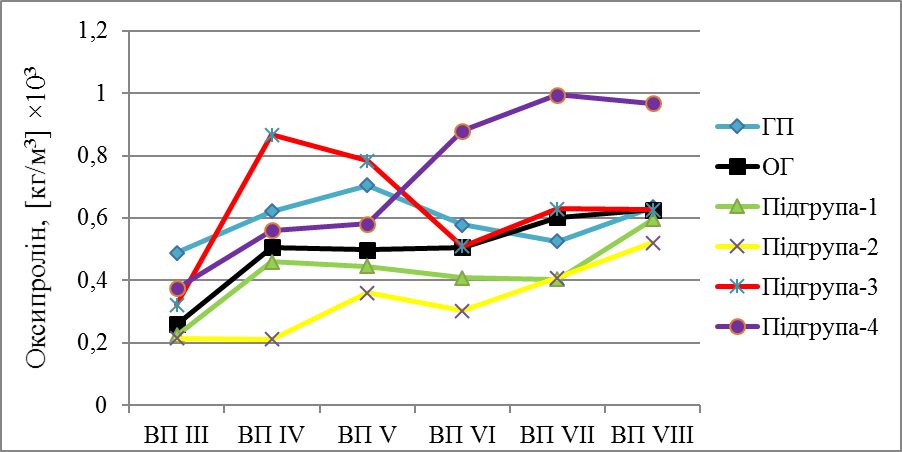 Оксипролін, [кг/м³] ×10³
1,2
1
0,8
0,6
0,4
0,2
0
ВП III ВП IV ВП V ВП VI ВП VII ВП VIII
ГП
ОГ
Підгрупа-1
Підгрупа-2
Підгрупа-3
Підгрупа-4